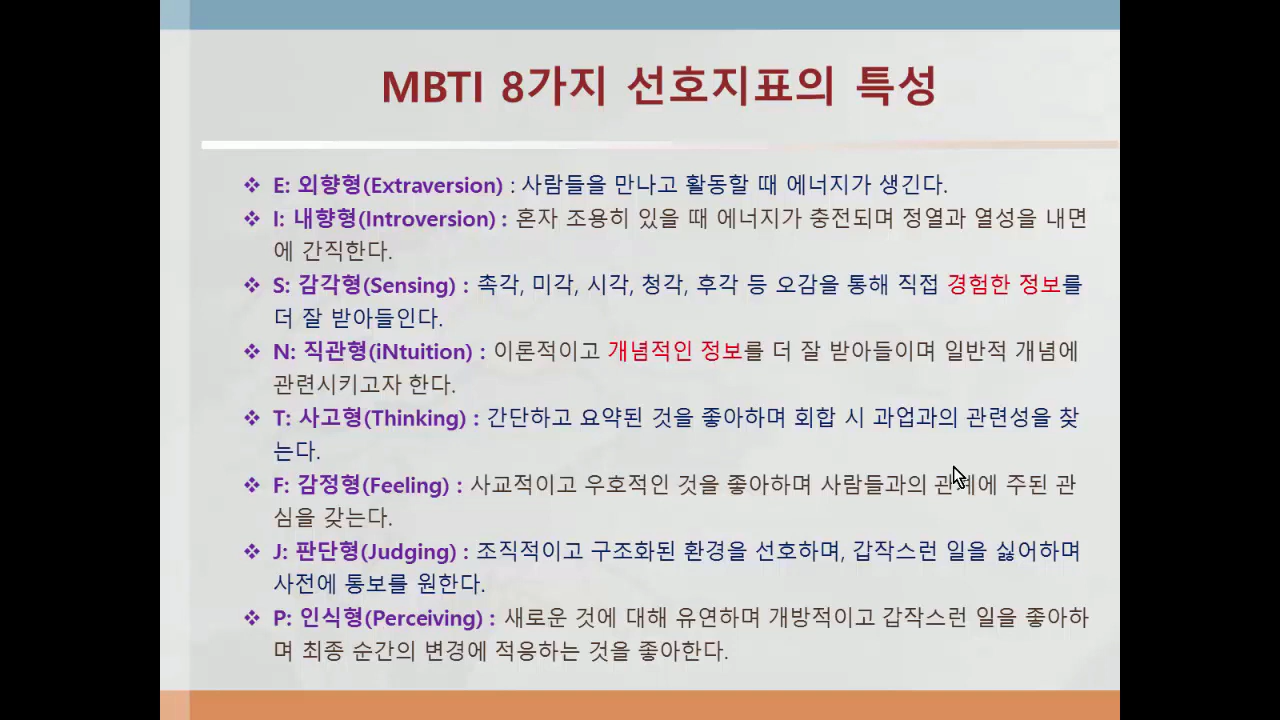 MBTI 8가지 선호지표의 특성
❖ E: 외향형(Extraversion) : 사람들을 만나고 활동할 때 에너지가 생긴다.
❖ I: 내향형(Introversion) : 혼자 조용히 있을 때 에너지가 충전되며 정열과 열성을 내면
에 간직한다.
❖ S: 감각형(Sensing) : 촉각, 미각, 시각, 청각, 후각 등 오감을 통해 직접 경험한 정보를
더 잘 받아들인다.
❖ N: 직관형(iNtuition) : 이론적이고 개념적인 정보를 더 잘 받아들이며 일반적 개념에
관련시키고자 한다.
❖ T: 사고형(Thinking) : 간단하고 요약된 것을 좋아하며 회합 시 과업과의 관련성을 찾
는다.
❖ F: 감정형(Feeling) : 사교적이고 우호적인 것을 좋아하며 사람들과의 관계에 주된 관
심을 갖는다.
❖ J: 판단형(Judging) : 조직적이고 구조화된 환경을 선호하며, 갑작스런 일을 싫어하며
사전에 통보를 원한다.
❖ P: 인식형(Perceiving) : 새로운 것에 대해 유연하며 개방적이고 갑작스런 일을 좋아하
며 최종 순간의 변경에 적응하는 것을 좋아한다.